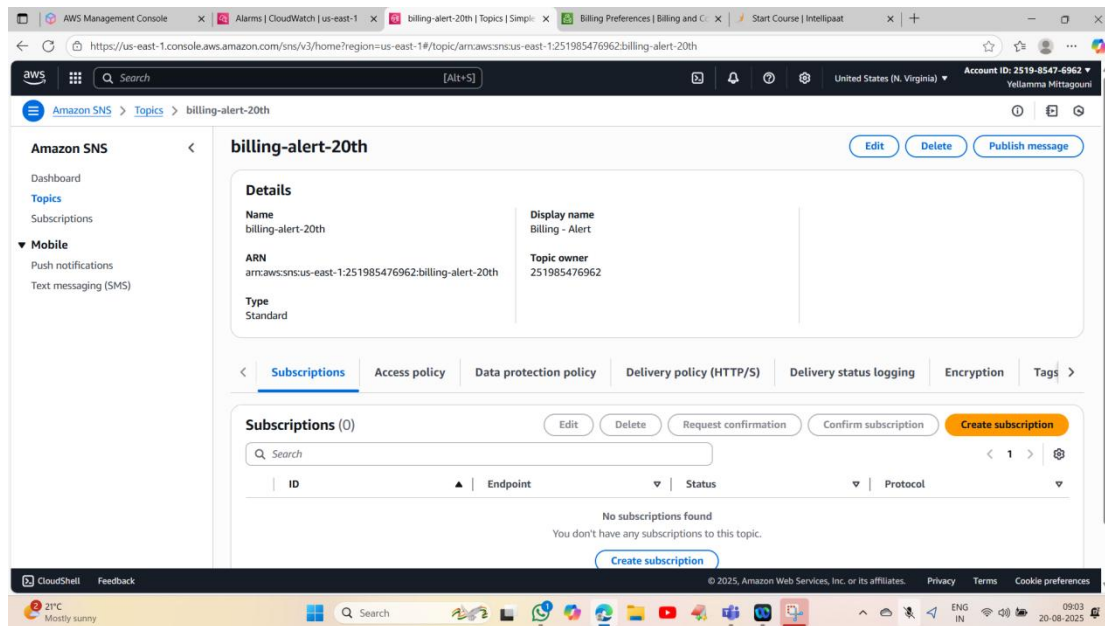 AWS Management Console
Alarms | CloudWatch | us-east-1
billing-alert-20th | Topics | Simple
Billing Preferences | Billing and Co
Start Course | Intellipaat
https://us-east-1.console.aws.amazon.com/sns/v3/home?region=us-east-1#/topic/arn:aws:sns:us-east-1:251985476962:billing-alert-20th
aws
Search
[Alt+S]
United States (N. Virginia)
Account ID: 2519-8547-6962
Yellamma Mittagouni
Amazon SNS > Topics > billing-alert-20th
Amazon SNS
Dashboard
Topics
Subscriptions
Mobile
Push notifications
Text messaging (SMS)
billing-alert-20th
Edit
Delete
Publish message
Details
Name
billing-alert-20th
ARN
arn:aws:sns:us-east-1:251985476962:billing-alert-20th
Type
Standard
Display name
Billing - Alert
Topic owner
251985476962
Subscriptions
Access policy
Data protection policy
Delivery policy (HTTP/S)
Delivery status logging
Encryption
Tags
Subscriptions (0)
Edit
Delete
Request confirmation
Confirm subscription
Create subscription
Search
1
ID
Endpoint
Status
Protocol
No subscriptions found
You don't have any subscriptions to this topic.
Create subscription
CloudShell
Feedback
© 2025, Amazon Web Services, Inc. or its affiliates.
Privacy
Terms
Cookie preferences
21°C
Mostly sunny
Search
ENG
IN
09:03
20-08-2025